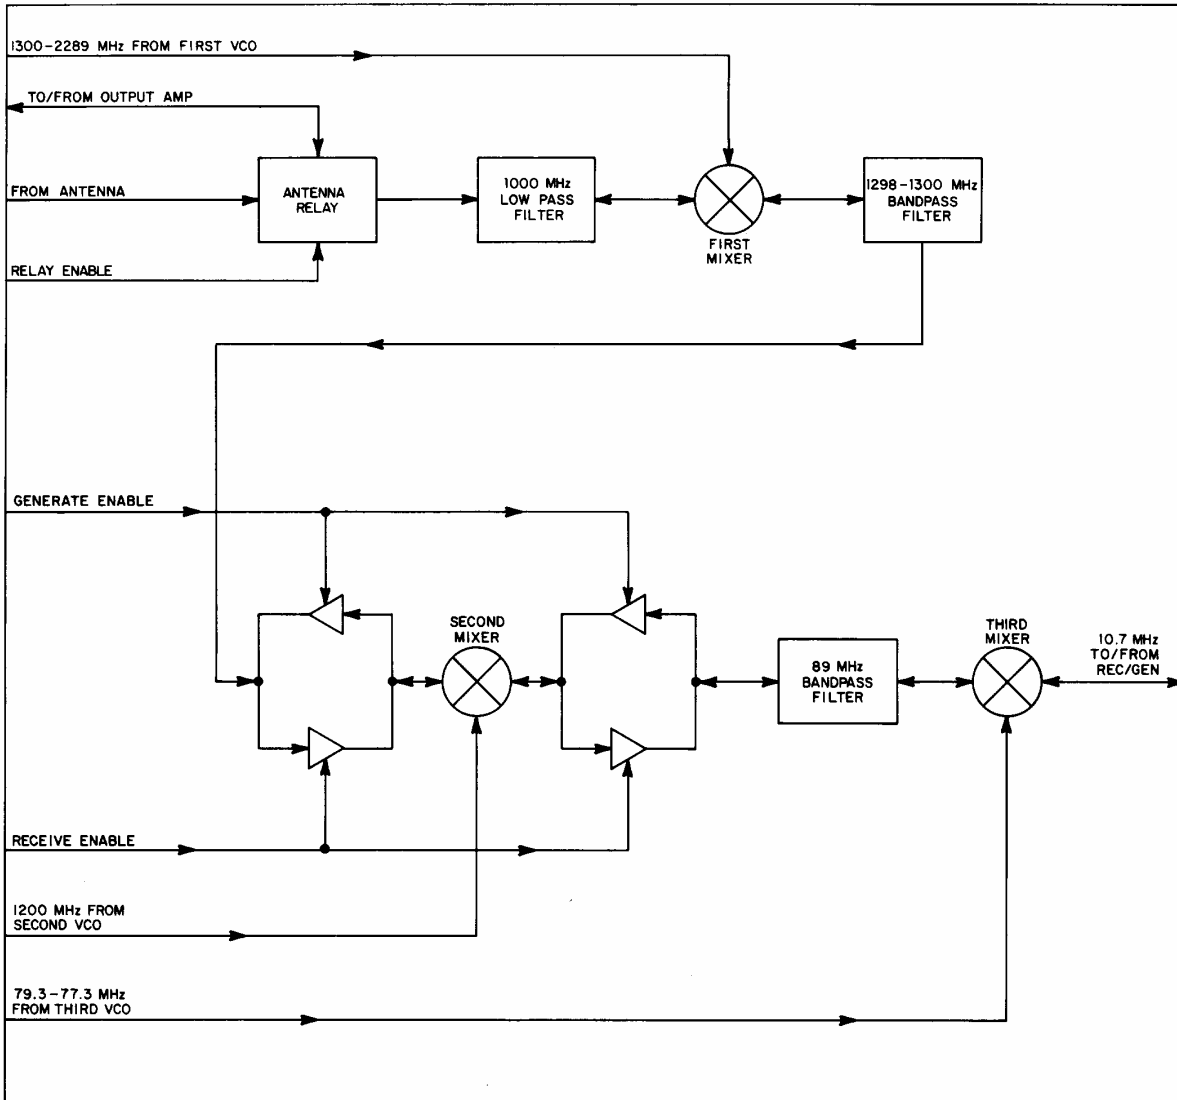 1300-2289 MHz FROM FIRST VCO
TO/FROM OUTPUT AMP
FROM ANTENNA
ANTENNA
RELAY
1000 MHz
LOW PASS
FILTER
FIRST
MIXER
1298-1300 MHz
BANDPASS
FILTER
RELAY ENABLE
GENERATE ENABLE
SECOND
MIXER
THIRD
MIXER
10.7 MHz
TO/FROM
REC/GEN
89 MHz
BANDPASS
FILTER
RECEIVE ENABLE
1200 MHz FROM
SECOND VCO
79.3-77.3 MHz
FROM THIRD VCO